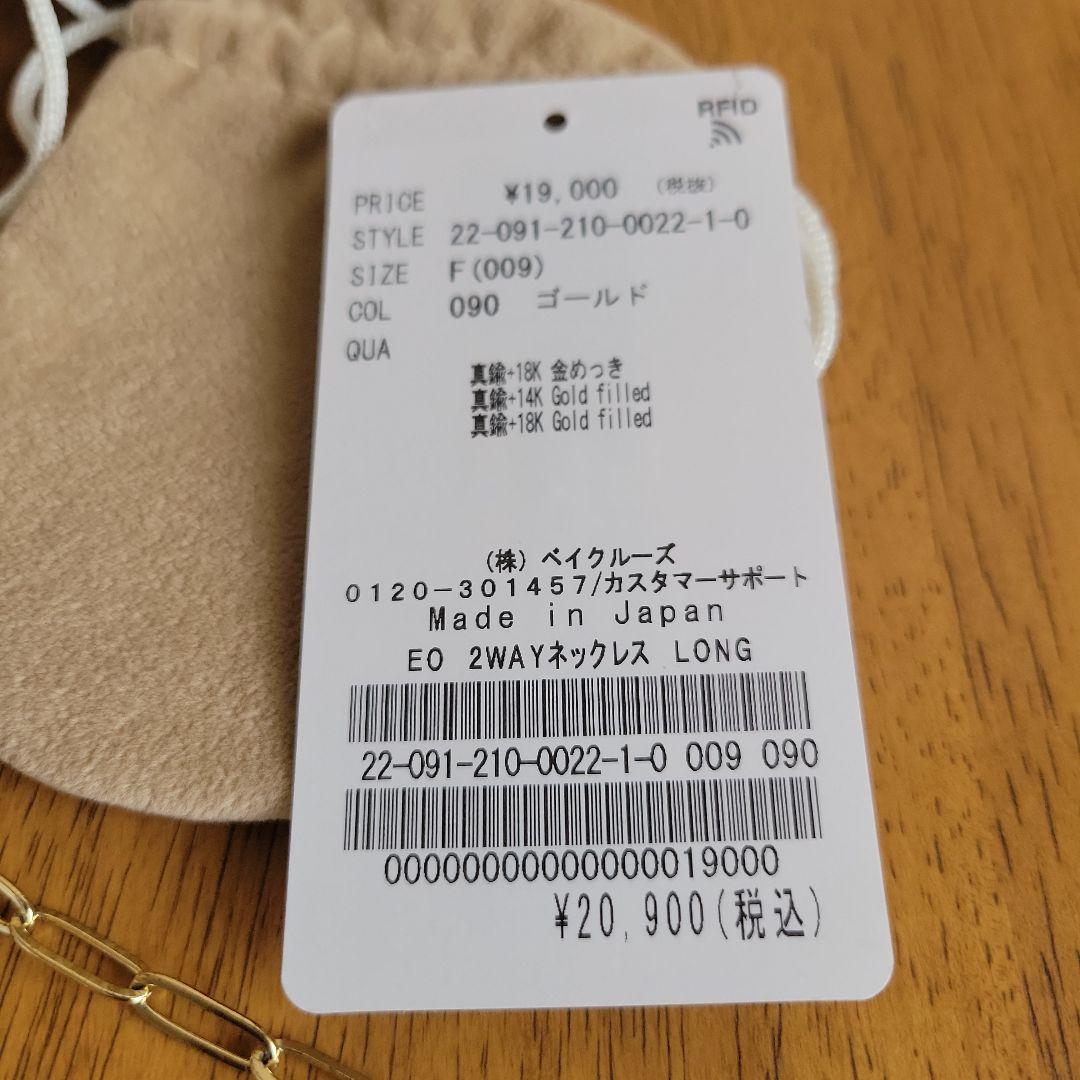 RFID
PRICE ¥19,000 (税抜)
STYLE 22-091-210-0022-1-0
SIZE F(009)
COL 090 ゴールド
QUA
真鍮+18K 金めっき
真鍮+14K Gold filled
真鍮+18K Gold filled
(株) ベイクルーズ
0120-301457/カスタマーサポート
Made in Japan
EO 2WAYネックレス LONG
22-091-210-0022-1-0 009 090
00000000000000019000
¥20,900(税込)